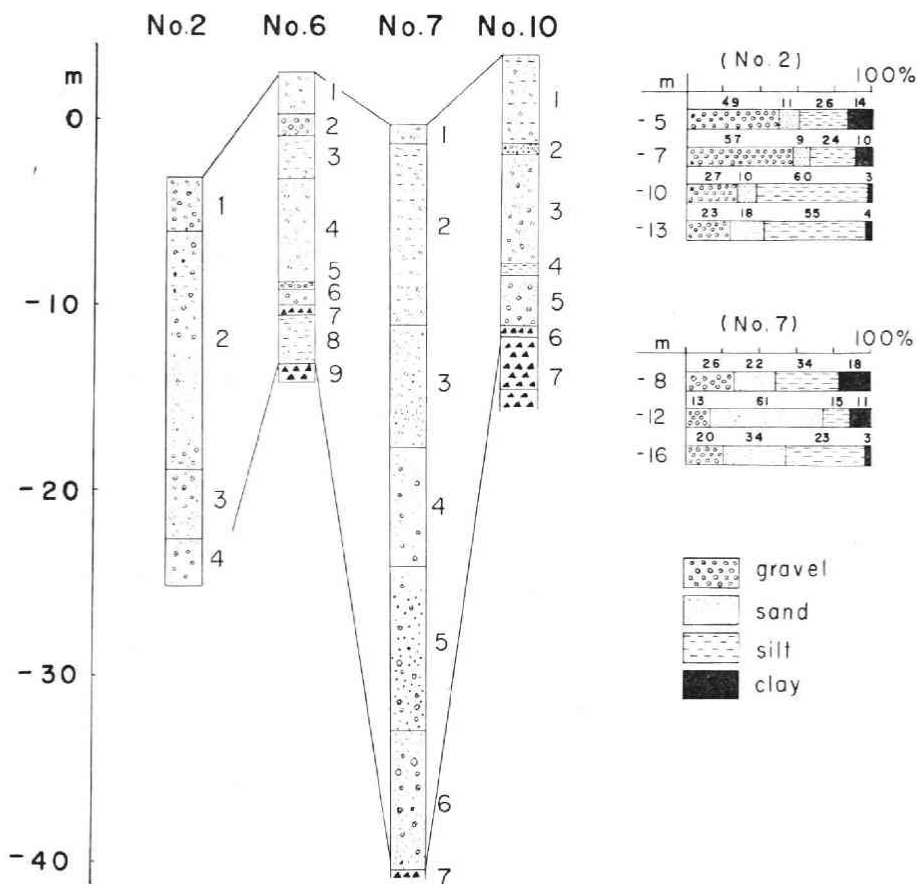 No.2 No.6 No.7 No.10
m
0
-10
-20
-30
-40
1
2
3
4
1
2
3
4
5
6
7
8
9
1
2
3
4
5
6
7
1
2
3
4
5
6
7
(No. 2)
m 100%
49 11 26 14
-5
57 9 24 10
-7
27 10 60 3
-10
23 18 55 4
-13
(No. 7)
m 100%
26 22 34 18
-8
13 61 15 11
-12
20 34 23 3
-16
gravel
sand
silt
clay